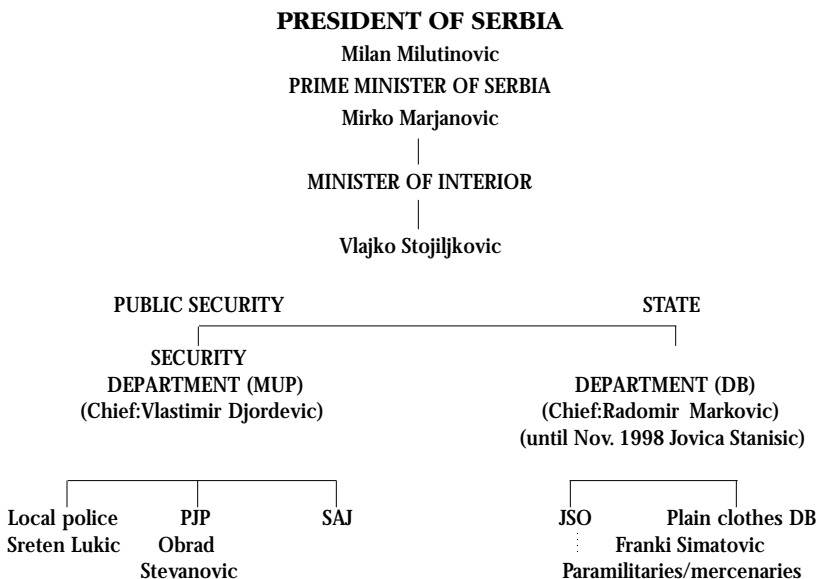 PRESIDENT OF SERBIA
Milan Milutinovic
PRIME MINISTER OF SERBIA
Mirko Marjanovic
MINISTER OF INTERIOR
Vlajko Stojiljkovic
PUBLIC SECURITY
STATE
SECURITY
DEPARTMENT (MUP)
(Chief:Vlastimir Djordevic)
DEPARTMENT (DB)
(Chief:Radomir Markovic)
(until Nov. 1998 Jovica Stanisic)
Local police
Sreten Lukic
PJP
Obrad
Stevanovic
SAJ
JSO
Plain clothes DB
Franki Simatovic
Paramilitaries/mercenaries